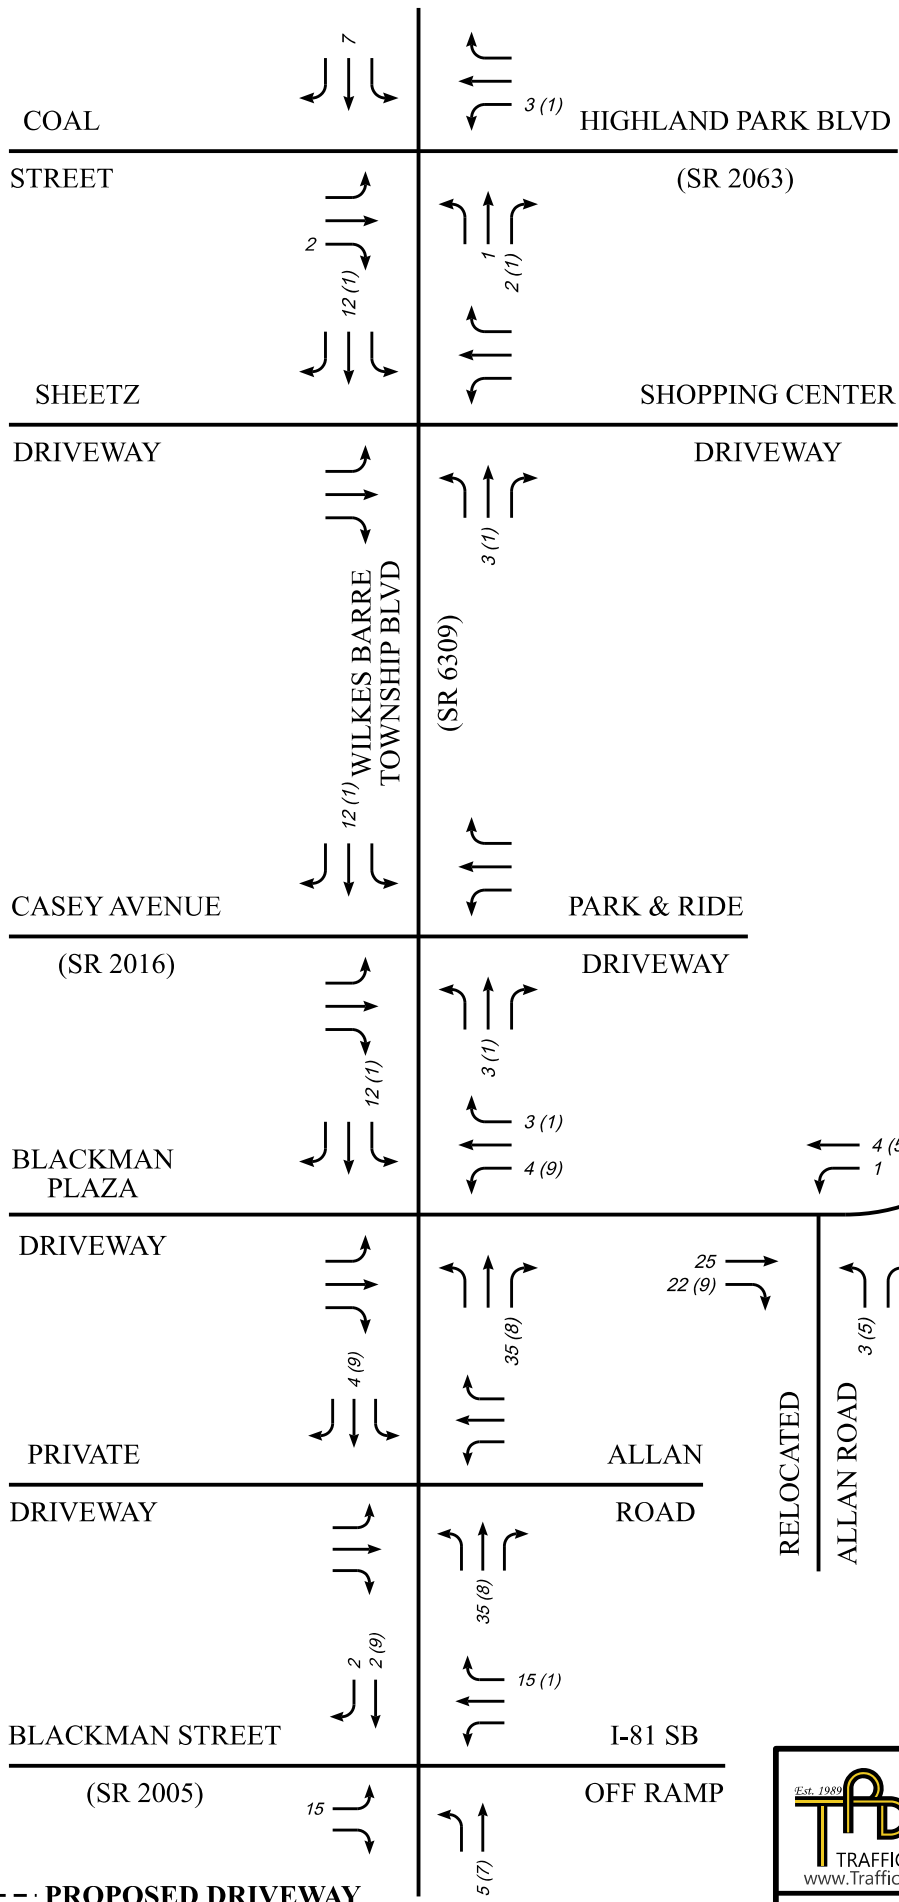 7
3 (1)
COAL
HIGHLAND PARK BLVD
STREET
(SR 2063)
2
1
2 (1)
12 (1)
SHEETZ
SHOPPING CENTER
DRIVEWAY
DRIVEWAY
3 (1)
WILKES BARRE
TOWNSHIP BLVD
(SR 6309)
12 (1)
CASEY AVENUE
PARK & RIDE
(SR 2016)
DRIVEWAY
3 (1)
12 (1)
3 (1)
4 (9)
BLACKMAN
PLAZA
4 (5
1
DRIVEWAY
25
22 (9)
35 (8)
3 (5)
4 (9)
RELOCATED
ALLAN ROAD
PRIVATE
ALLAN
DRIVEWAY
ROAD
35 (8)
2
2 (9)
15 (1)
BLACKMAN STREET
I-81 SB
(SR 2005)
OFF RAMP
15
5 (7)
Est. 1989
TPD
TRAFFIC
www.Traffic
PROPOSED DRIVEWAY